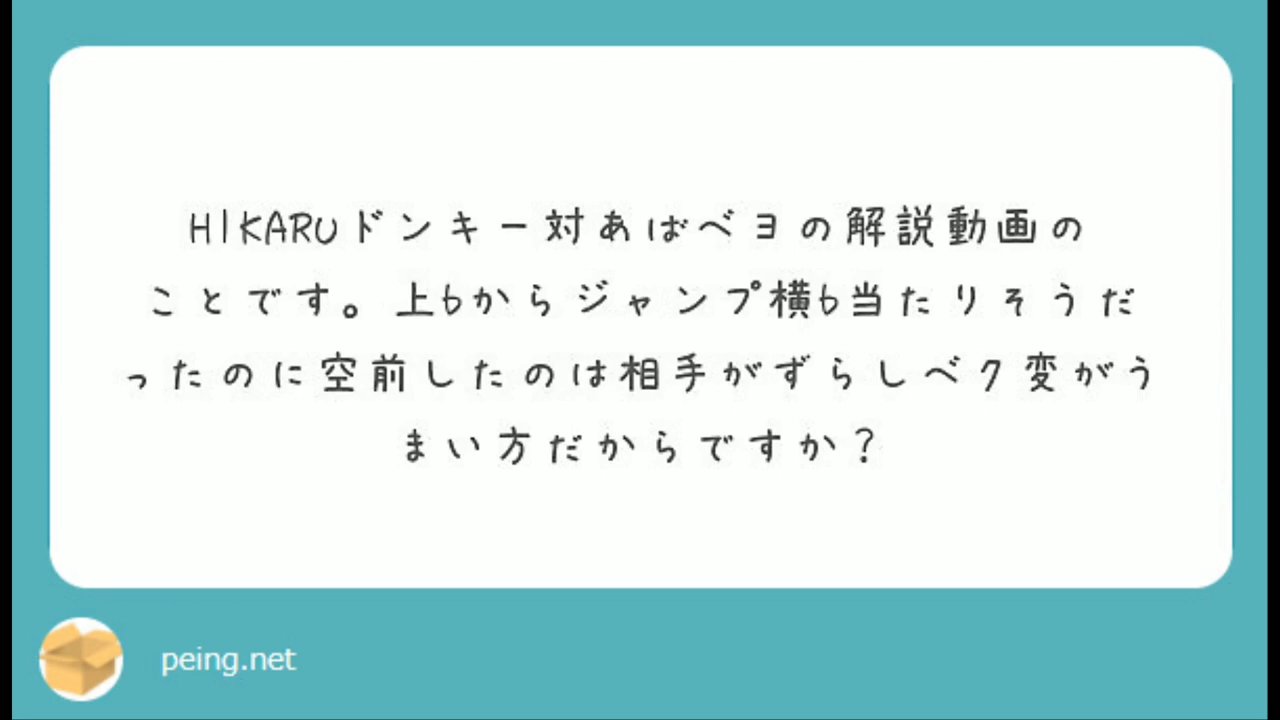 HIKARUドンキー対あばベヨの解説動画の
ことです。上bからジャンプ横b当たりそうだ
ったのに空前したのは相手がずらしベク変がう
まい方だからですか？
peing.net